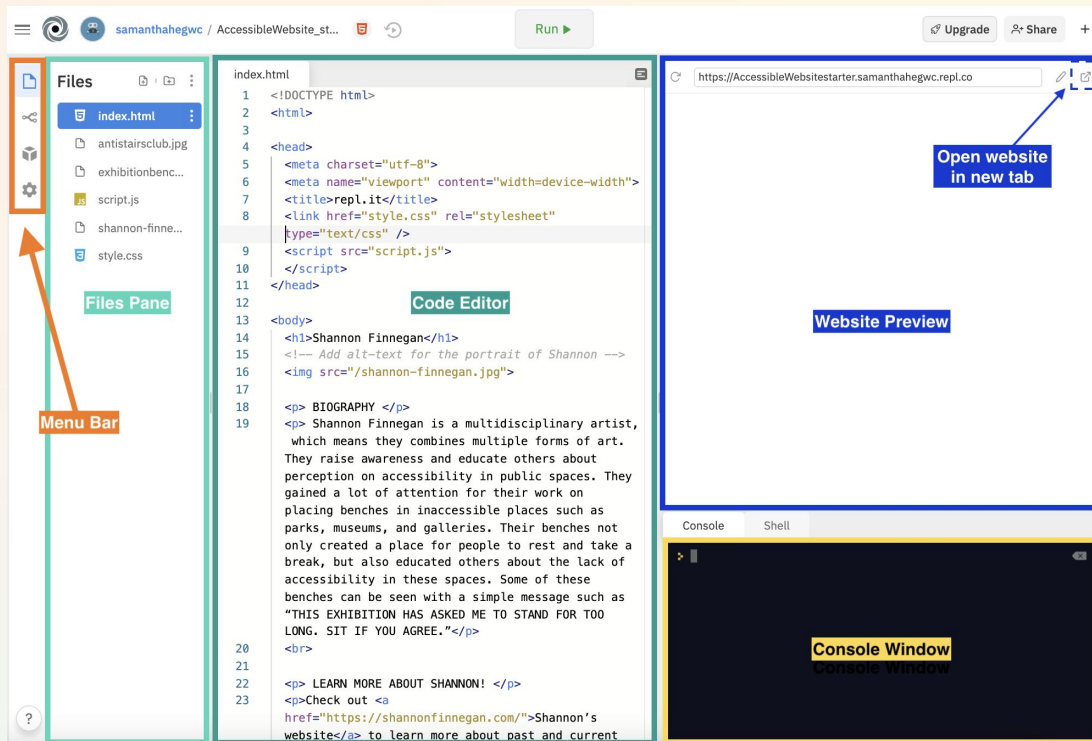 samanthahegwc / AccessibleWebsite_st...
Run
Upgrade
Share
Files
index.html
antistairsclub.jpg
exhibitionbenc...
JS script.js
shannon-finne...
style.css
Files Pane
Menu Bar
?
index.html
1 <!DOCTYPE html>
2 <html>
3
4 <head>
5 <meta charset="utf-8">
6 <meta name="viewport" content="width=device-width">
7 <title>repl.it</title>
8 <link href="style.css" rel="stylesheet"
type="text/css" />
9 <script src="script.js">
10 </script>
11 </head>
12
Code Editor
13 <body>
14 <h1>Shannon Finnegan</h1>
15 <!-- Add alt-text for the portrait of Shannon -->
16 <img src="/shannon-finnegan.jpg">
17
18 <p> BIOGRAPHY </p>
19 <p> Shannon Finnegan is a multidisciplinary artist,
which means they combines multiple forms of art.
They raise awareness and educate others about
perception on accessibility in public spaces. They
gained a lot of attention for their work on
placing benches in inaccessible places such as
parks, museums, and galleries. Their benches not
only created a place for people to rest and take a
break, but also educated others about the lack of
accessibility in these spaces. Some of these
benches can be seen with a simple message such as
“THIS EXHIBITION HAS ASKED ME TO STAND FOR TOO
LONG. SIT IF YOU AGREE.”</p>
20 <br>
21
22 <p> LEARN MORE ABOUT SHANNON! </p>
23 <p>Check out <a
href="https://shannonfinnegan.com/">Shannon’s
website</a> to learn more about past and current
https://AccessibleWebsitestarter.samanthahegwc.repl.co
Open website
in new tab
Website Preview
Console Shell
Console Window
Console Window